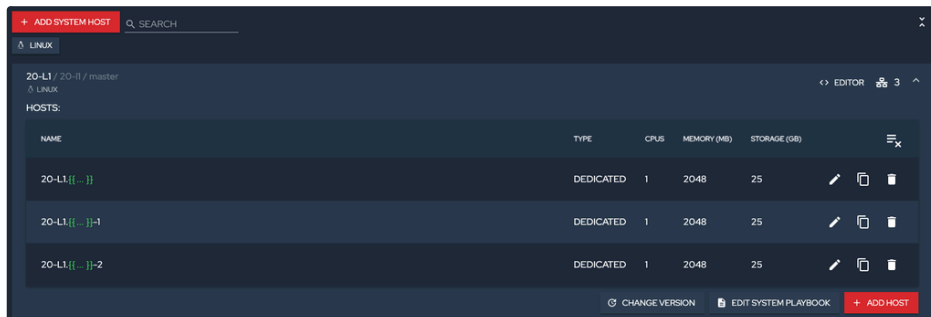 + ADD SYSTEM HOST SEARCH
LINUX
20-L1 / 20-l1 / master
LINUX
<> EDITOR 3
HOSTS:
NAME TYPE CPUS MEMORY (MB) STORAGE (GB)
20-L1.{{ ... }} DEDICATED 1 2048 25
20-L1.{{ ... }}-1 DEDICATED 1 2048 25
20-L1.{{ ... }}-2 DEDICATED 1 2048 25
CHANGE VERSION EDIT SYSTEM PLAYBOOK + ADD HOST